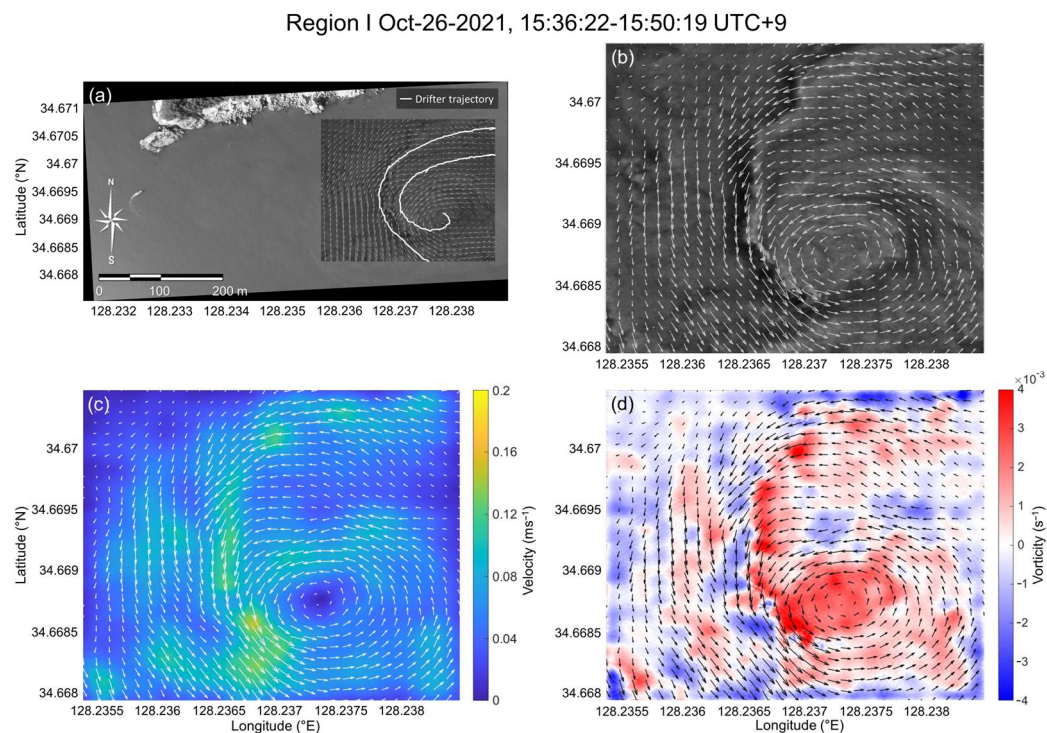 Region I Oct-26-2021, 15:36:22-15:50:19 UTC+9
(a)
Drifter trajectory
34.671
34.6705
34.67
34.6695
34.669
34.6685
34.668
Latitude (°N)
N
S
0 100 200 m
128.232 128.233 128.234 128.235 128.236 128.237 128.238
(b)
34.67
34.6695
34.669
34.6685
34.668
128.2355 128.236 128.2365 128.237 128.2375 128.238
(c)
34.67
34.6695
34.669
34.6685
34.668
Latitude (°N)
128.2355 128.236 128.2365 128.237 128.2375 128.238
Longitude (°E)
0.2
0.16
0.12
0.08
0.04
0
Velocity (ms⁻¹)
(d)
34.67
34.6695
34.669
34.6685
34.668
128.2355 128.236 128.2365 128.237 128.2375 128.238
Longitude (°E)
×10⁻³
4
3
2
1
0
-1
-2
-3
-4
Vorticity (s⁻¹)